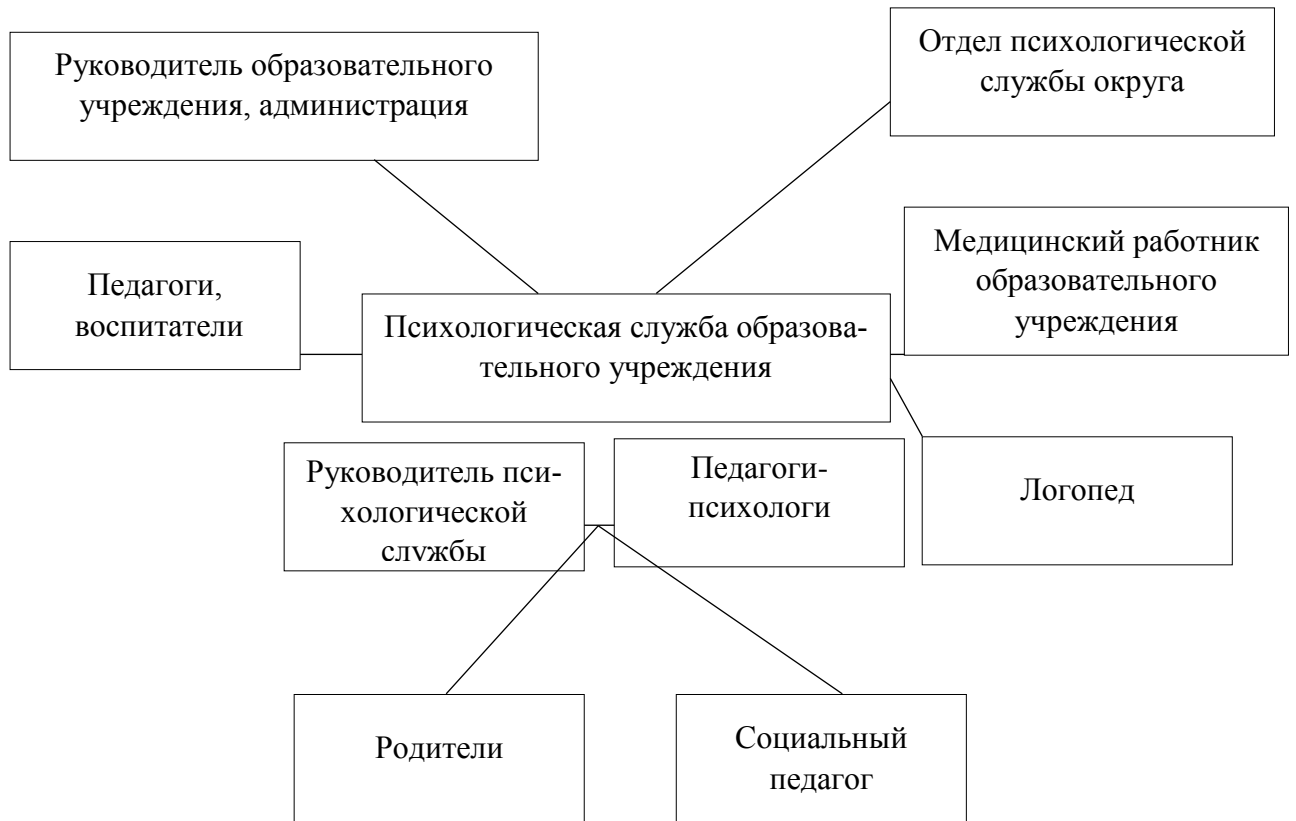 Руководитель образовательного
учреждения, администрация
Отдел психологической
службы округа
Педагоги,
воспитатели
Психологическая служба образова-
тельного учреждения
Медицинский работник
образовательного
учреждения
Руководитель пси-
хологической
службы
Педагоги-
психологи
Логопед
Родители
Социальный
педагог